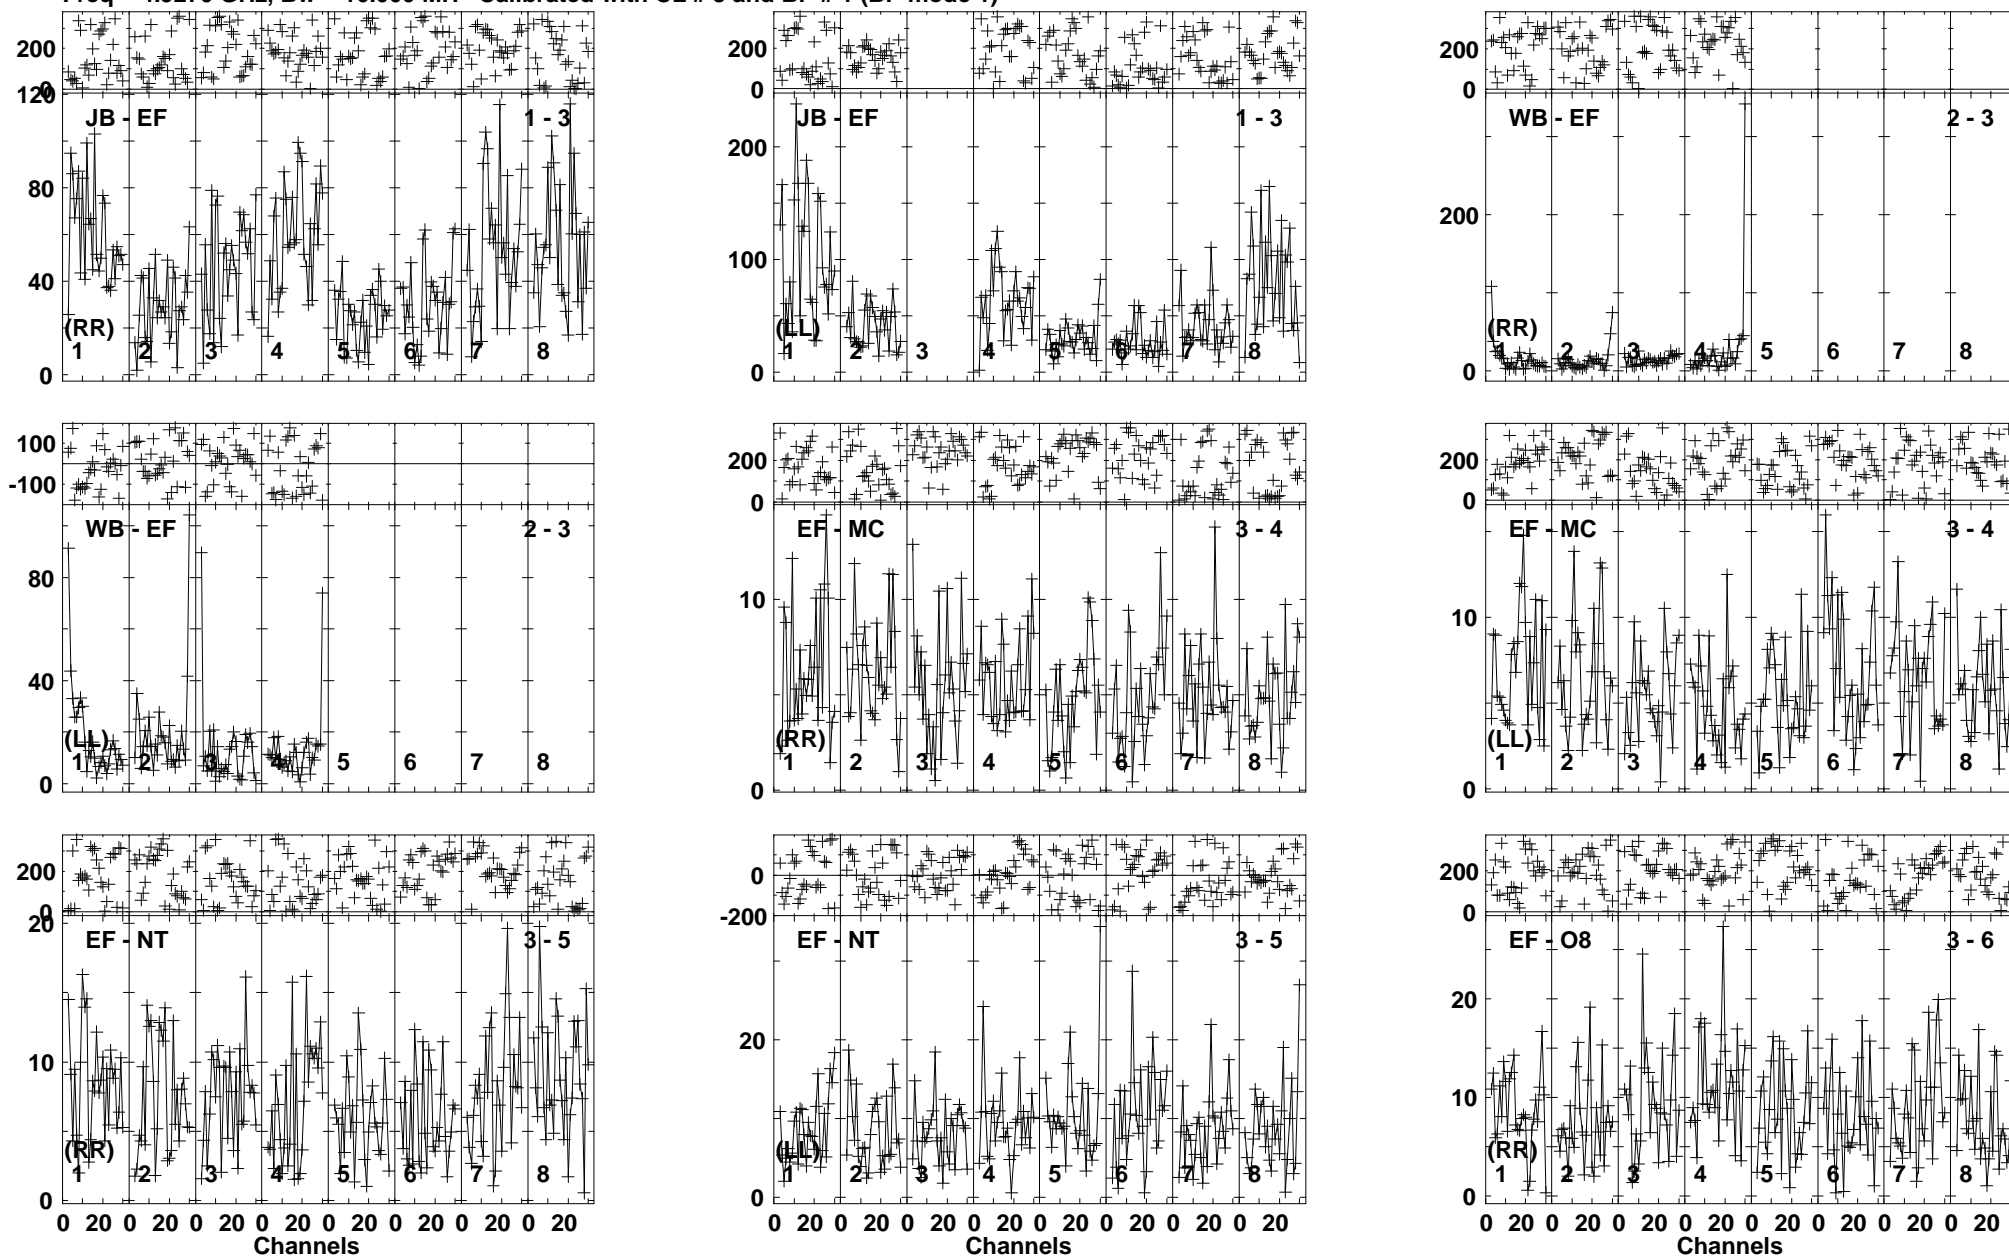 Freq GHz, Bw MH Calibrated with CL # and BP # (BP mode
200 200 200
0 0 0
120
JB - EF 1 - 3 JB - EF 1 - 3 WB - EF 2 - 3
200
80 200
100
40
(RR) (LL) (RR)
1 2 3 4 5 6 7 8 1 2 3 4 5 6 7 8 1 2 3 4 5 6 7 8
0 0 0
100 200 200
-100 0 0
WB - EF 2 - 3 EF - MC 3 - 4 EF - MC 3 - 4
80 10 10
40
(LL) (RR) (LL)
1 2 3 4 5 6 7 8 1 2 3 4 5 6 7 8 1 2 3 4 5 6 7 8
0 0 0
200 0 200
0 -200 0
20
EF - NT 3 - 5 EF - NT 3 - 5 EF - O8 3 - 6
10 20 20
10
(RR) (LL) (RR)
1 2 3 4 5 6 7 8 1 2 3 4 5 6 7 8 1 2 3 4 5 6 7 8
0 0 0
0 20 0 20 0 20 0 20 0 20 0 20 0 20 0 20 0 20 0 20 0 20 0 20 0 20 0 20 0 20 0 20 0 20 0 20 0 20 0 20 0 20 0 20 0 20 0 20
Channels Channels Channels